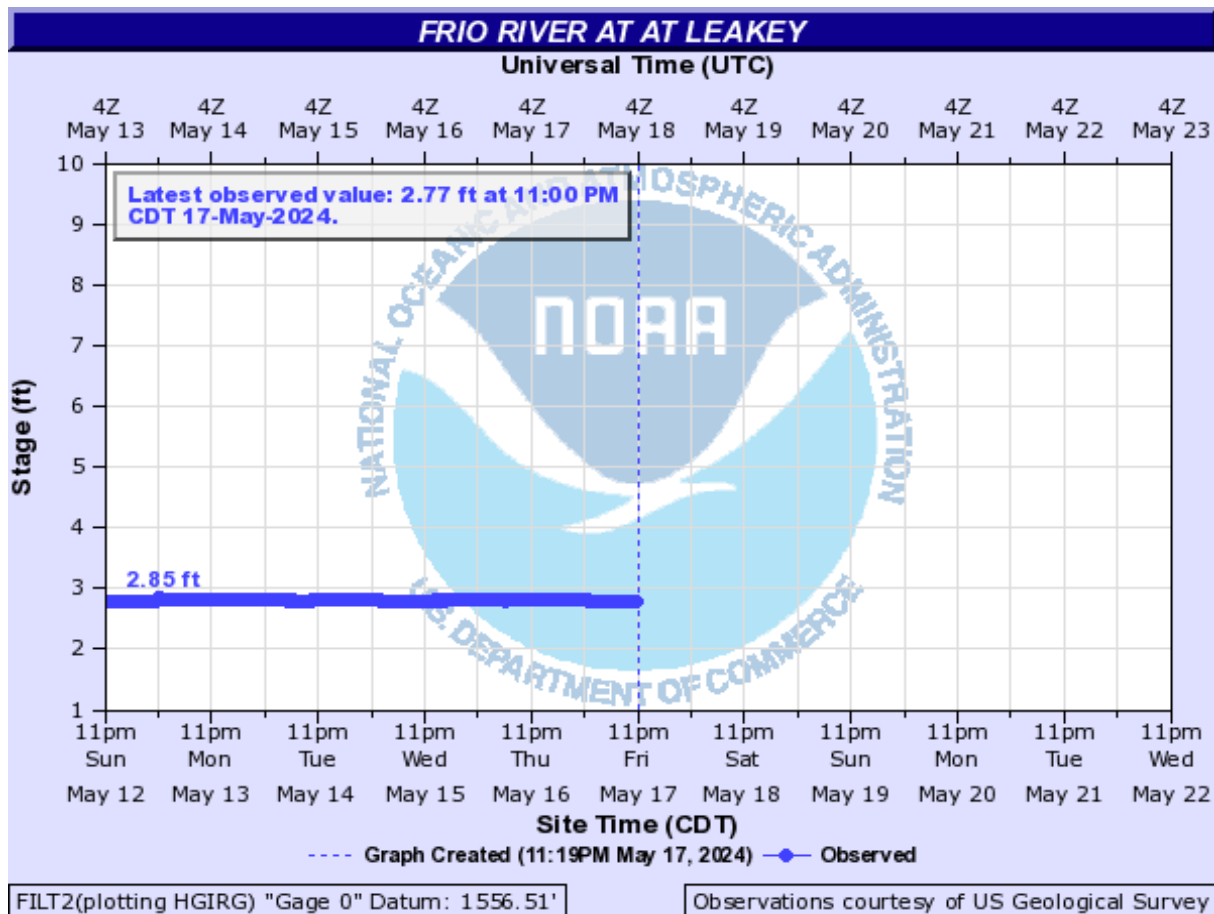 FRIO RIVER AT AT LEAKEY
Universal Time (UTC)
4Z 4Z 4Z 4Z 4Z 4Z 4Z 4Z 4Z 4Z 4Z
May 13 May 14 May 15 May 16 May 17 May 18 May 19 May 20 May 21 May 22 May 23
Latest observed value: 2.77 ft at 11:00 PM
CDT 17-May-2024.
NATIONAL OCEANIC AND ATMOSPHERIC ADMINISTRATION
NOAA
U.S. DEPARTMENT OF COMMERCE
Stage (ft)
10
9
8
7
6
5
4
3
2
1
2.85 ft
11pm 11pm 11pm 11pm 11pm 11pm 11pm 11pm 11pm 11pm 11pm
Sun Mon Tue Wed Thu Fri Sat Sun Mon Tue Wed
May 12 May 13 May 14 May 15 May 16 May 17 May 18 May 19 May 20 May 21 May 22
Site Time (CDT)
Graph Created (11:19PM May 17, 2024) Observed
FILT2(plotting HGIRG) "Gage 0" Datum: 1556.51'
Observations courtesy of US Geological Survey